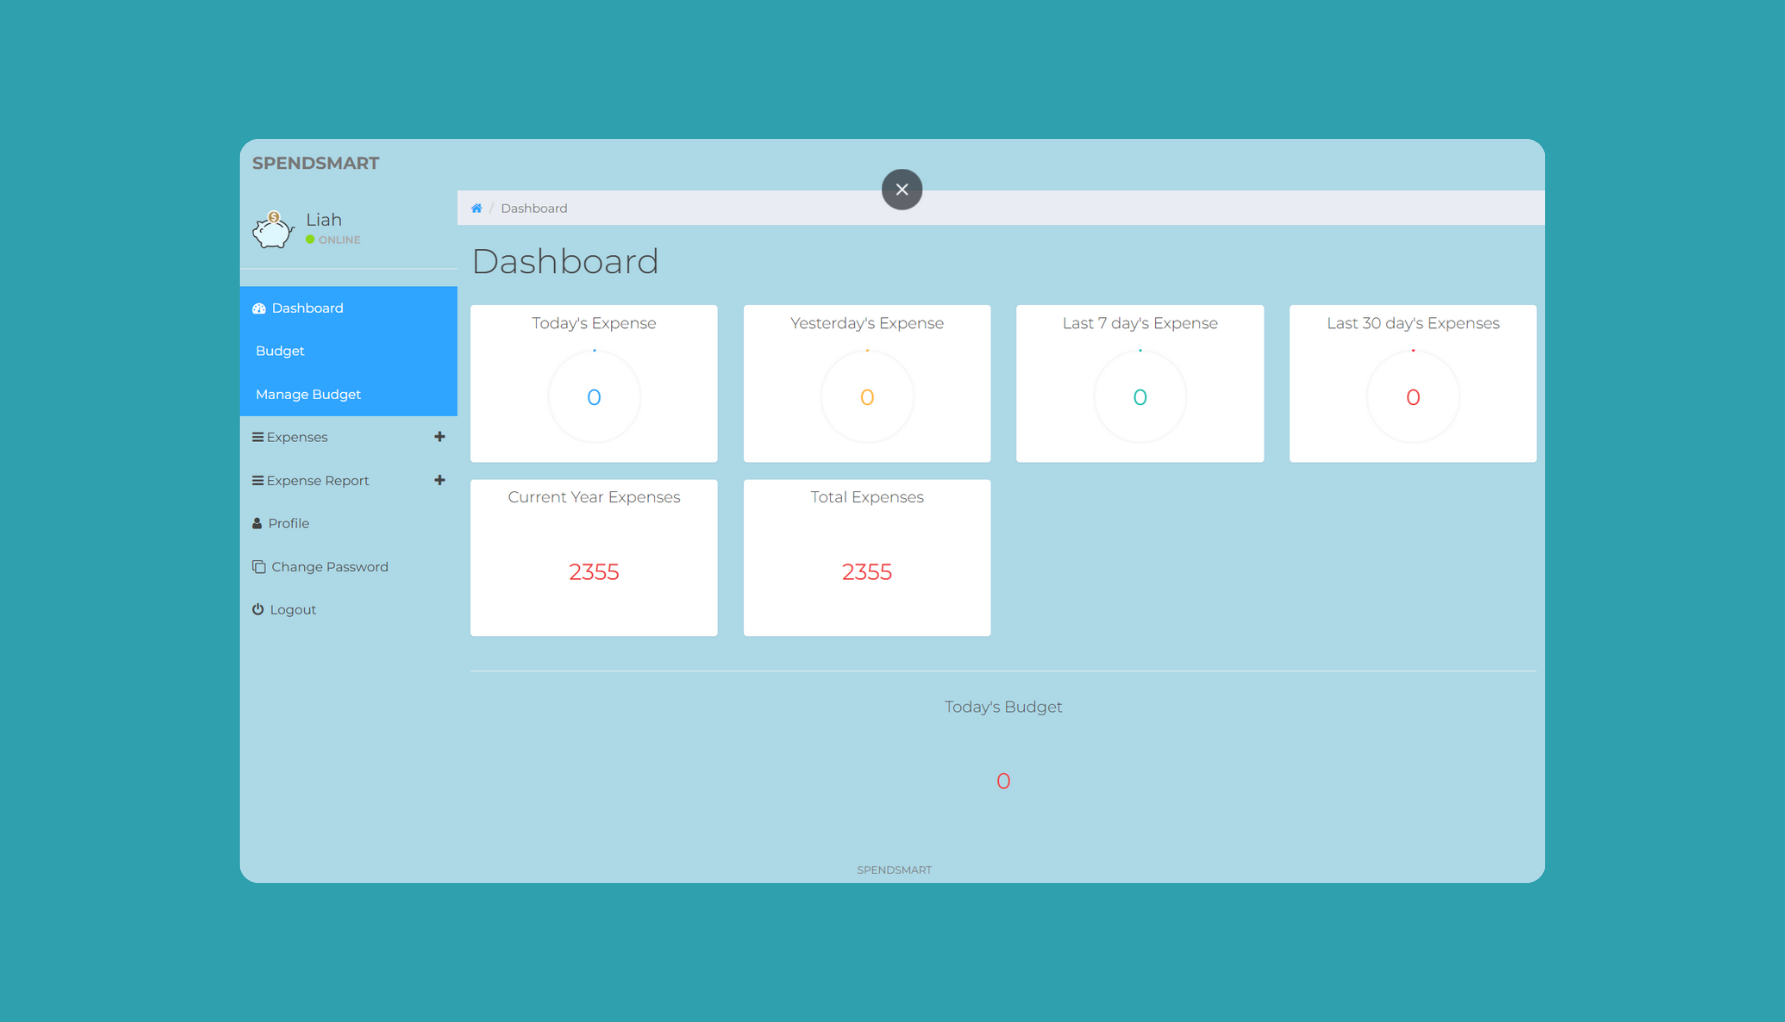 SPENDSMART
Liah
ONLINE
Dashboard
Budget
Manage Budget
Expenses
Expense Report
Profile
Change Password
Logout
/ Dashboard
Dashboard
Today's Expense
0
Yesterday's Expense
0
Last 7 day's Expense
0
Last 30 day's Expenses
0
Current Year Expenses
2355
Total Expenses
2355
Today's Budget
0
SPENDSMART